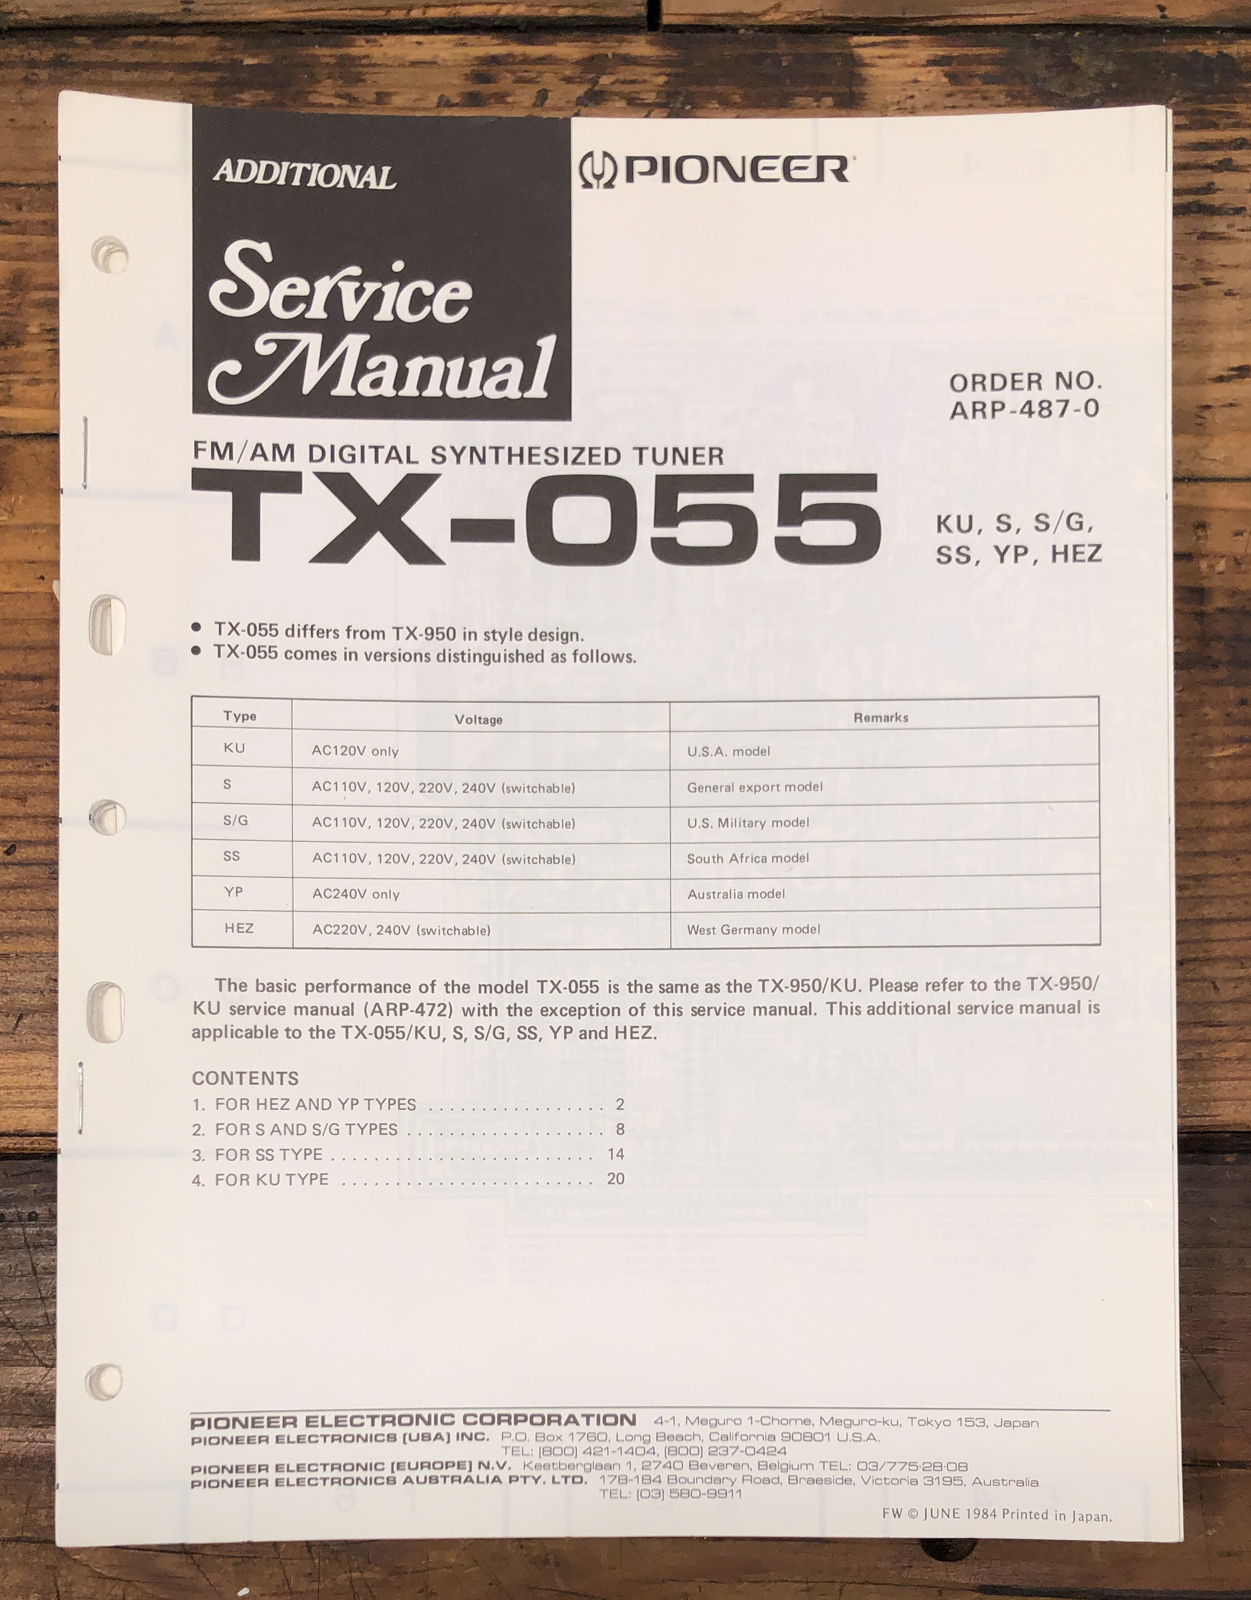 ADDITIONAL
Service
Manual
PIONEER
ORDER NO.
ARP-487-0
FM/AM DIGITAL SYNTHESIZED TUNER
TX-055
KU, S, S/G,
SS, YP, HEZ
● TX-055 differs from TX-950 in style design.
● TX-055 comes in versions distinguished as follows.
Type Voltage Remarks
KU AC120V only U.S.A. model
S AC110V, 120V, 220V, 240V (switchable) General export model
S/G AC110V, 120V, 220V, 240V (switchable) U.S. Military model
SS AC110V, 120V, 220V, 240V (switchable) South Africa model
YP AC240V only Australia model
HEZ AC220V, 240V (switchable) West Germany model
The basic performance of the model TX-055 is the same as the TX-950/KU. Please refer to the TX-950/
KU service manual (ARP-472) with the exception of this service manual. This additional service manual is
applicable to the TX-055/KU, S, S/G, SS, YP and HEZ.
CONTENTS
1. FOR HEZ AND YP TYPES . . . . . . . . . . . . . . . . . 2
2. FOR S AND S/G TYPES . . . . . . . . . . . . . . . . . . . 8
3. FOR SS TYPE . . . . . . . . . . . . . . . . . . . . . . . . . 14
4. FOR KU TYPE . . . . . . . . . . . . . . . . . . . . . . . . 20
PIONEER ELECTRONIC CORPORATION 4-1, Meguro 1-Chome, Meguro-ku, Tokyo 153, Japan
PIONEER ELECTRONICS [USA] INC. P.O. Box 1760, Long Beach, California 90801 U.S.A.
TEL: [800] 421-1404, [800] 237-0424
PIONEER ELECTRONIC [EUROPE] N.V. Keetberglaan 1, 2740 Beveren, Belgium TEL: 03/775·28·08
PIONEER ELECTRONICS AUSTRALIA PTY. LTD. 178-184 Boundary Road, Braeside, Victoria 3195, Australia
TEL: [03] 580-9911
FW © JUNE 1984 Printed in Japan.